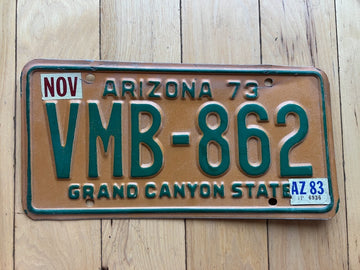 NOV
ARIZONA 73
VMB-862
GRAND CANYON STATE
AZ 83